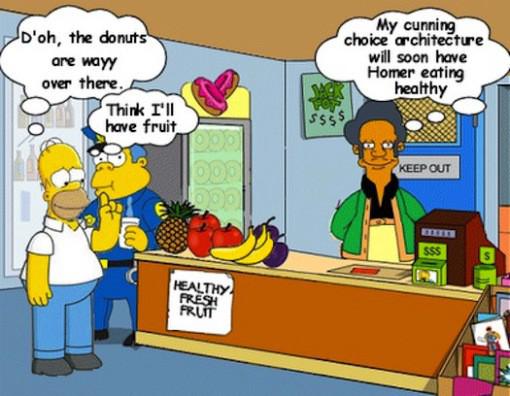 D'oh, the donuts
are wayy
over there.
Think I'll
have fruit
My cunning
choice architecture
will soon have
Homer eating
healthy
S$$$
KEEP OUT
HEALTHY
FRESH
FRUIT
$$$
$